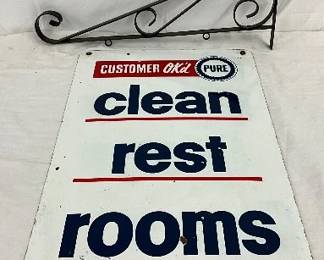 CUSTOMER OK'd PURE
clean
rest
rooms